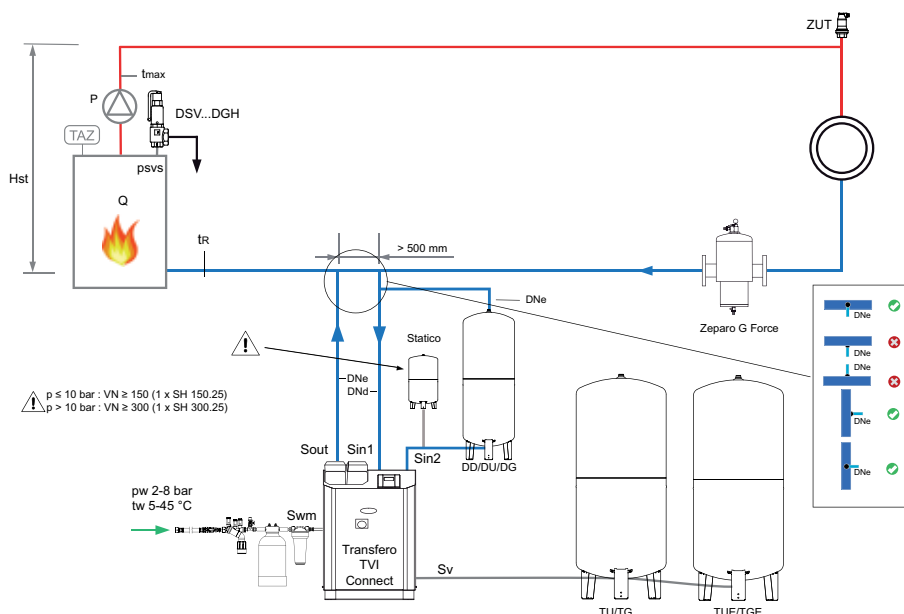 ZUT
tmax
P
DSV...DGH
TAZ
psvs
Hst
Q
tR
> 500 mm
DNe
Zeparo G Force
Statico
DNe
DNd
p ≤ 10 bar : VN ≥ 150 (1 x SH 150.25)
p > 10 bar : VN ≥ 300 (1 x SH 300.25)
Sout
Sin1
Sin2
DD/DU/DG
pw 2-8 bar
tw 5-45 °C
Swm
Transfero
TVI
Connect
Sv
TU/TG
TUE/TGE
DNe
DNe
DNe
DNe
DNe